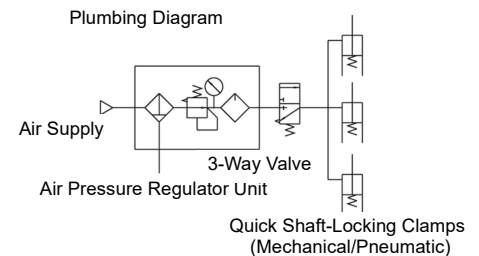 Plumbing Diagram
Air Supply
3-Way Valve
Air Pressure Regulator Unit
Quick Shaft-Locking Clamps
(Mechanical/Pneumatic)